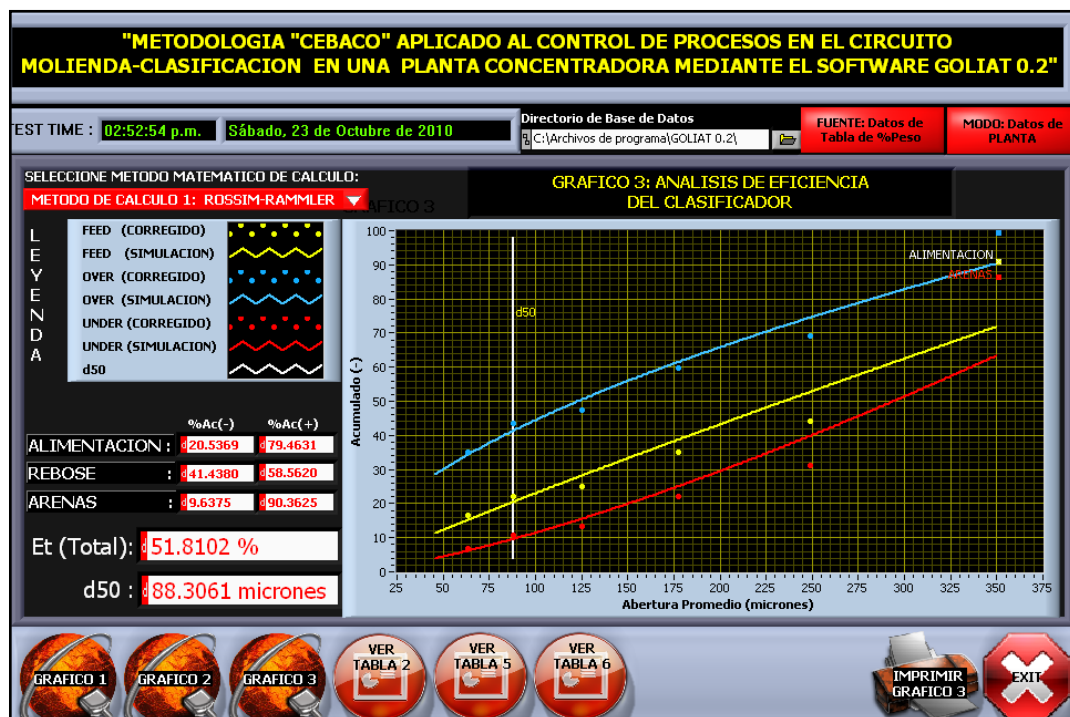 "METODOLOGIA "CEBACO" APLICADO AL CONTROL DE PROCESOS EN EL CIRCUITO
MOLIENDA-CLASIFICACION EN UNA PLANTA CONCENTRADORA MEDIANTE EL SOFTWARE GOLIAT 0.2"
TEST TIME : 02:52:54 p.m. Sábado, 23 de Octubre de 2010
Directorio de Base de Datos
C:\Archivos de programa\GOLIAT 0.2\
FUENTE: Datos de
Tabla de %Peso
MODO: Datos de
PLANTA
SELECCIONE METODO MATEMATICO DE CALCULO:
METODO DE CALCULO 1: ROSSIM-RAMMLER
GRAFICO 3
GRAFICO 3: ANALISIS DE EFICIENCIA
DEL CLASIFICADOR
LEYENDA
FEED (CORREGIDO)
FEED (SIMULACION)
OVER (CORREGIDO)
OVER (SIMULACION)
UNDER (CORREGIDO)
UNDER (SIMULACION)
d50
%Ac(-) %Ac(+)
ALIMENTACION : d 20.5369 d 79.4631
REBOSE : d 41.4380 d 58.5620
ARENAS : d 9.6375 d 90.3625
Et (Total): d 51.8102 %
d50 : d 88.3061 micrones
Acumulado (-)
100
90
80
70
60
50
40
30
20
10
0
d50
ALIMENTACION
ARENAS
25 50 75 100 125 150 175 200 225 250 275 300 325 350 375
Abertura Promedio (micrones)
GRAFICO 1
GRAFICO 2
GRAFICO 3
VER
TABLA 2
VER
TABLA 5
VER
TABLA 6
IMPRIMIR
GRAFICO 3
EXIT